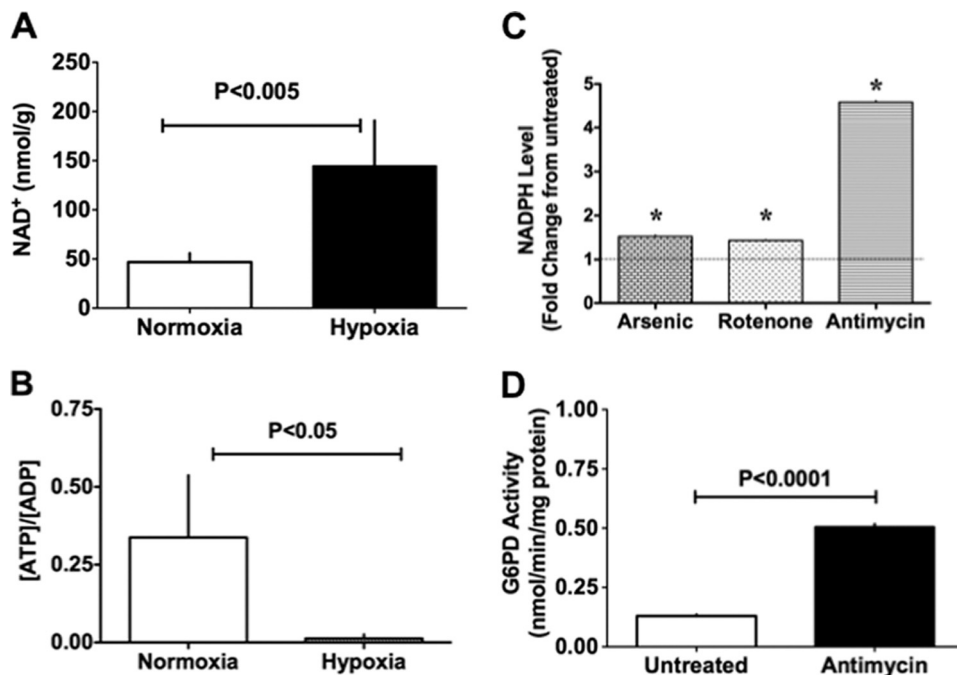 A
NAD+ (nmol/g)
250
200
150
100
50
0
P<0.005
Normoxia Hypoxia
B
[ATP]/[ADP]
0.75
0.50
0.25
0.00
P<0.05
Normoxia Hypoxia
C
NADPH Level
(Fold Change from untreated)
5
4
3
2
1
0
* * *
Arsenic Rotenone Antimycin
D
G6PD Activity
(nmol/min/mg protein)
1.00
0.75
0.50
0.25
0.00
P<0.0001
Untreated Antimycin